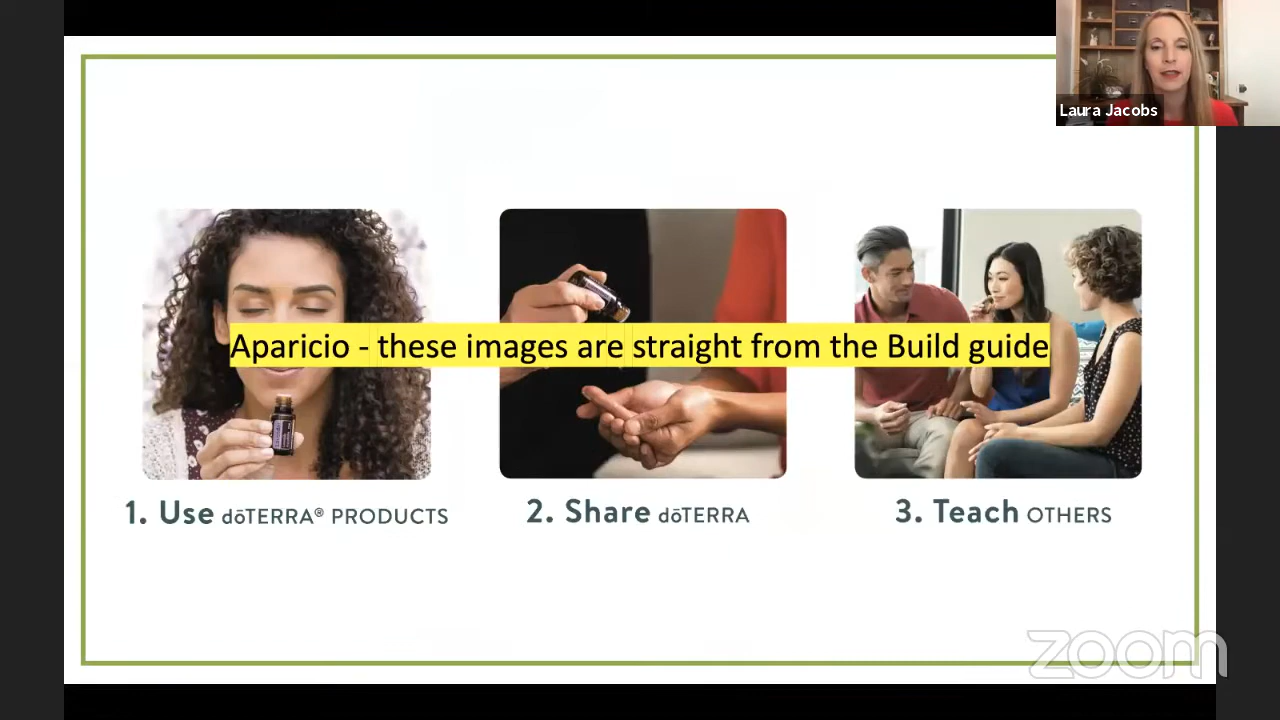 Laura Jacobs
Aparicio - these images are straight from the Build guide
1. Use dōTERRA® PRODUCTS
2. Share dōTERRA
3. Teach OTHERS
zoom